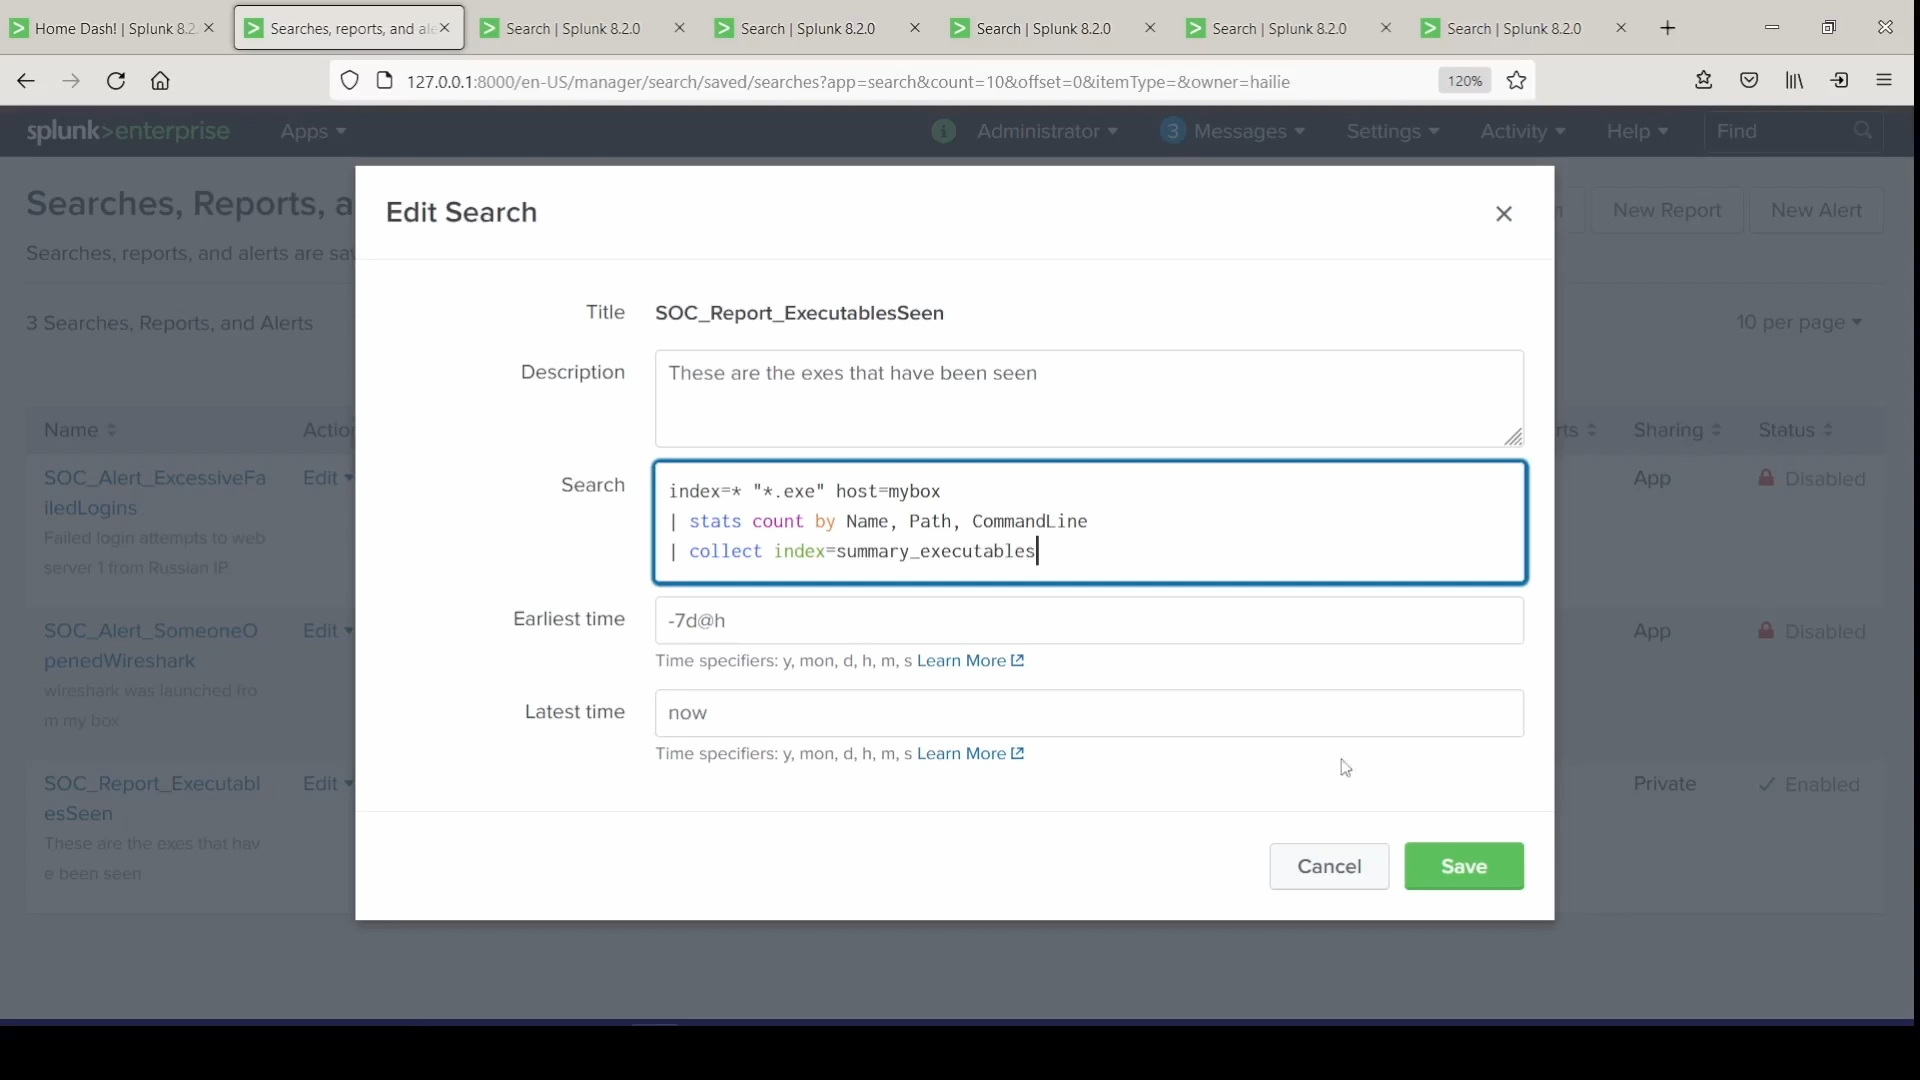 Home Dash! | Splunk 8.2.
Searches, reports, and ale
Search | Splunk 8.2.0
Search | Splunk 8.2.0
Search | Splunk 8.2.0
Search | Splunk 8.2.0
Search | Splunk 8.2.0
127.0.0.1:8000/en-US/manager/search/saved/searches?app=search&count=10&offset=0&itemType=&owner=hailie
120%
splunk>enterprise
Apps
i
Administrator
3 Messages
Settings
Activity
Help
Find
Searches, Reports, a
New Report
New Alert
Searches, reports, and alerts are sav
3 Searches, Reports, and Alerts
10 per page
Name
Action
rts
Sharing
Status
SOC_Alert_ExcessiveFa
iledLogins
Edit
App
Disabled
Failed login attempts to web
server 1 from Russian IP.
SOC_Alert_SomeoneO
penedWireshark
Edit
App
Disabled
wireshark was launched fro
m my box
SOC_Report_Executabl
esSeen
Edit
Private
Enabled
These are the exes that hav
e been seen
Edit Search
Title
SOC_Report_ExecutablesSeen
Description
These are the exes that have been seen
Search
index=* "*.exe" host=mybox
| stats count by Name, Path, CommandLine
| collect index=summary_executables
Earliest time
-7d@h
Time specifiers: y, mon, d, h, m, s Learn More
Latest time
now
Time specifiers: y, mon, d, h, m, s Learn More
Cancel
Save